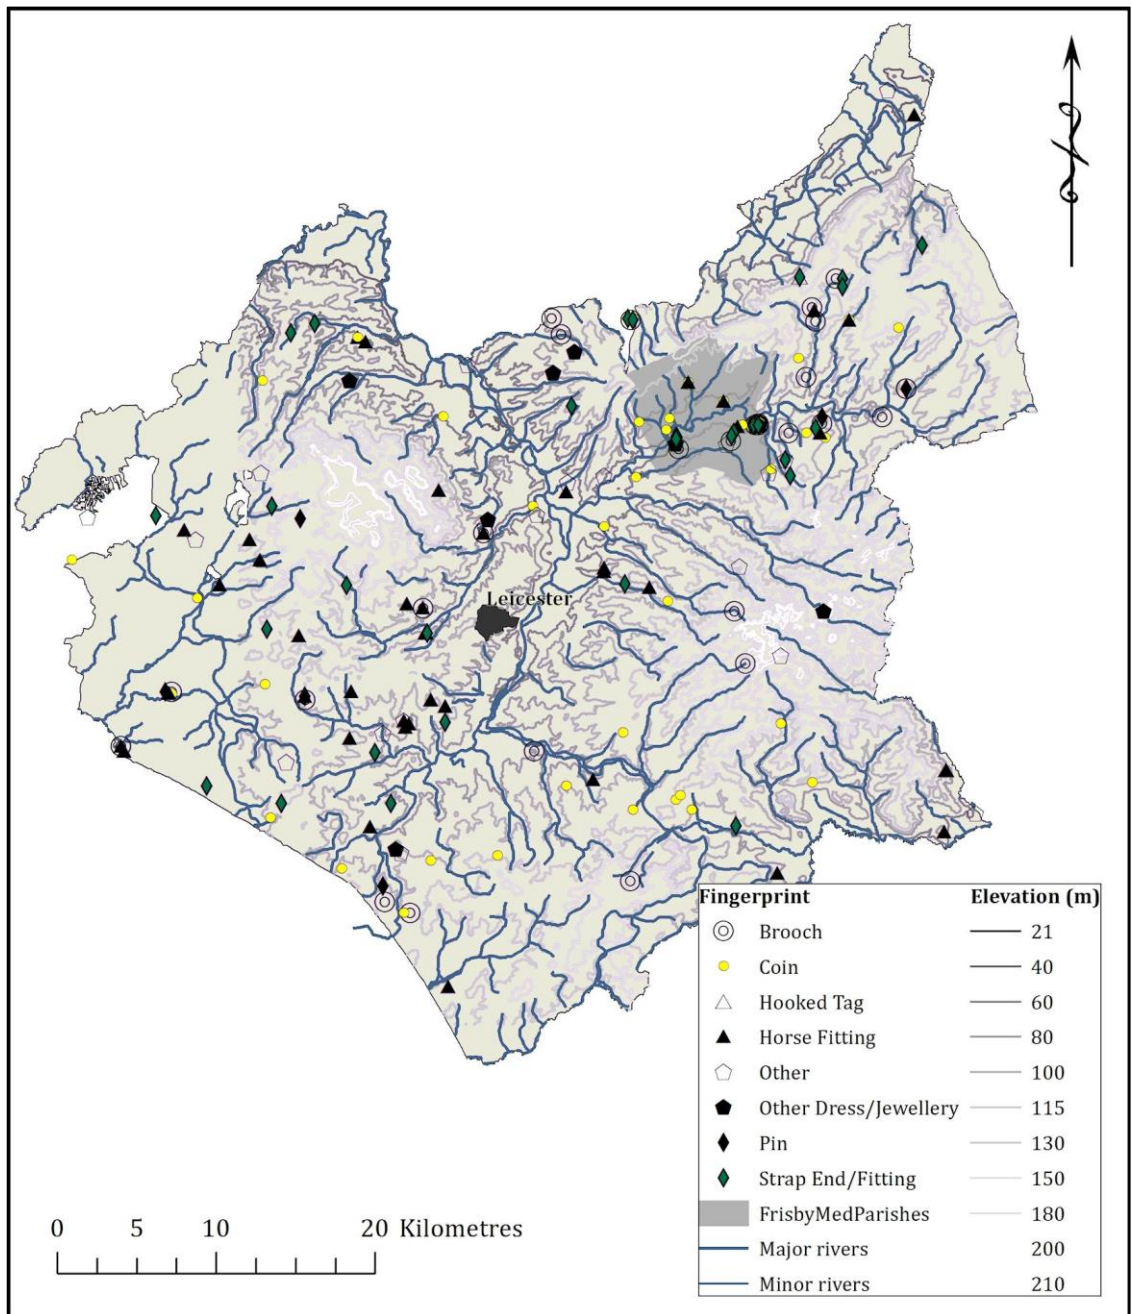 Leicester
Fingerprint Elevation (m)
Brooch 21
Coin 40
Hooked Tag 60
Horse Fitting 80
Other 100
Other Dress/Jewellery 115
Pin 130
Strap End/Fitting 150
FrisbyMedParishes 180
Major rivers 200
Minor rivers 210
0 5 10 20 Kilometres